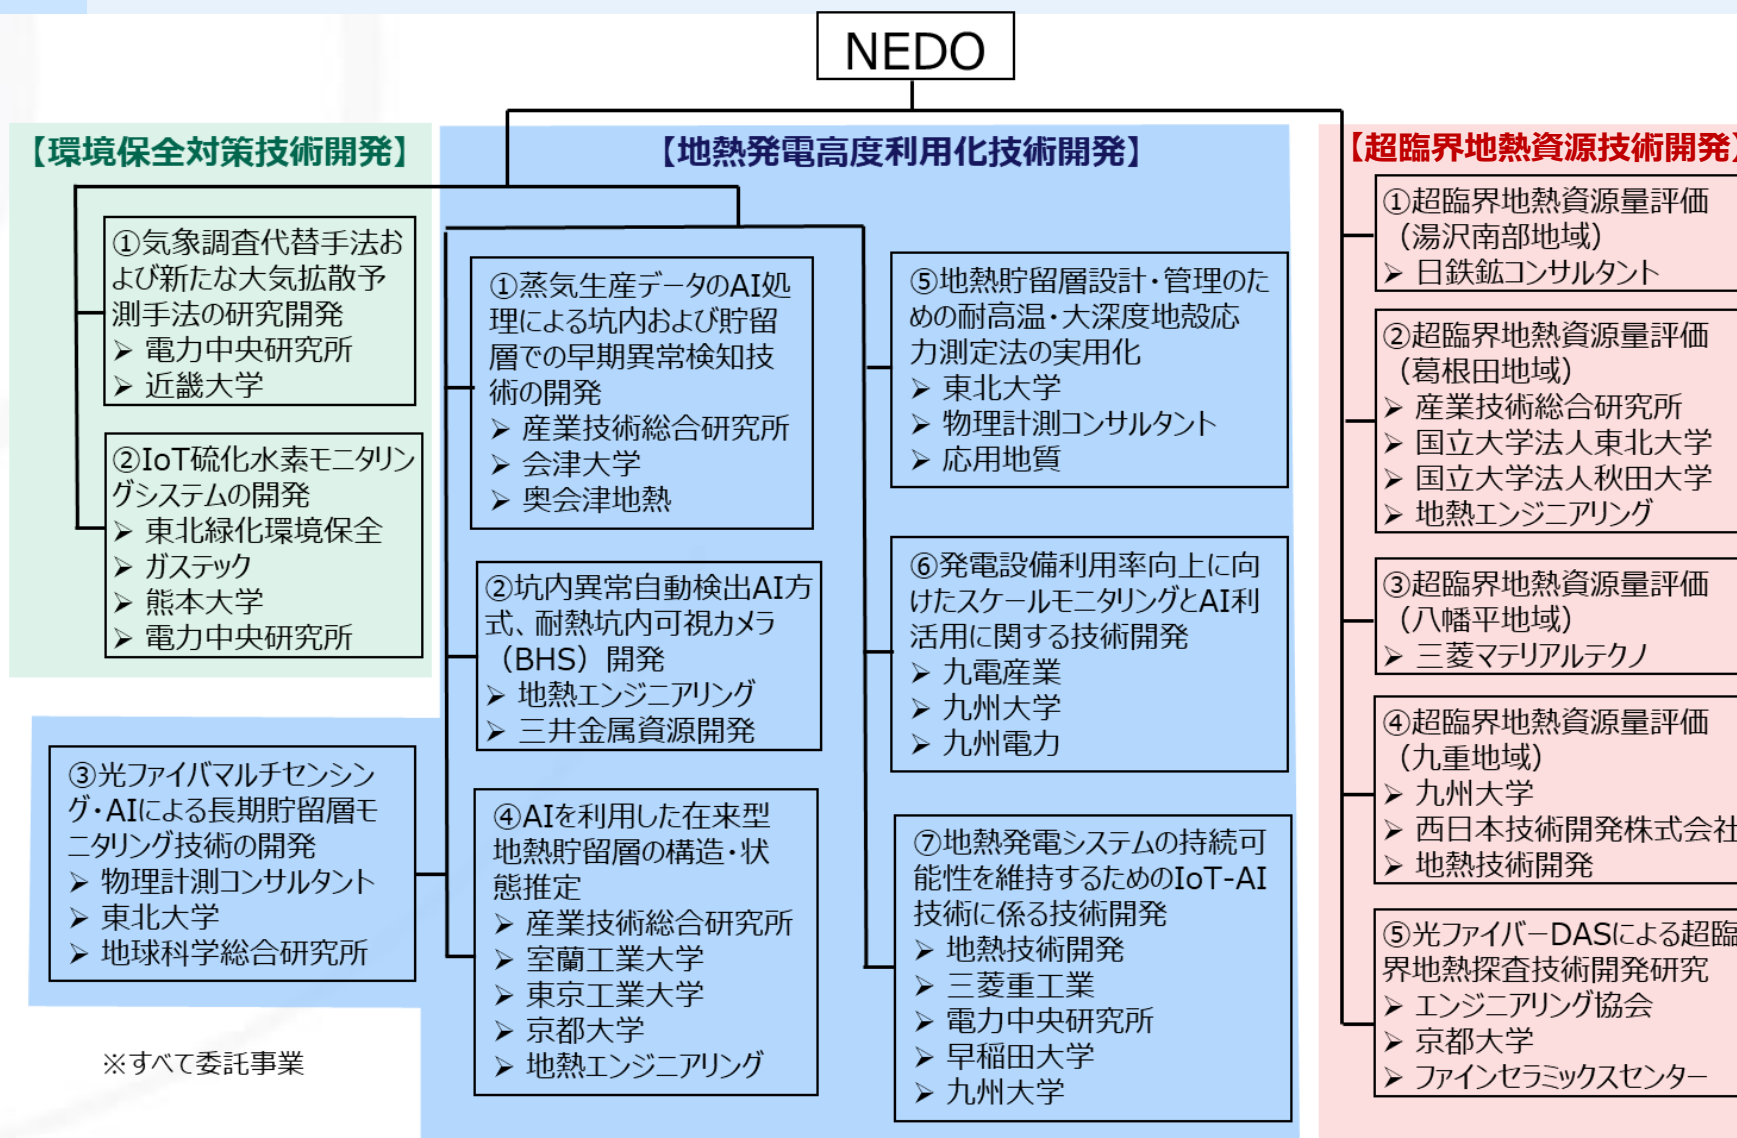 NEDO
【環境保全対策技術開発】
①気象調査代替手法お
よび新たな大気拡散予
測手法の研究開発
➢ 電力中央研究所
➢ 近畿大学
②IoT硫化水素モニタリン
グシステムの開発
➢ 東北緑化環境保全
➢ ガステック
➢ 熊本大学
➢ 電力中央研究所
【地熱発電高度利用化技術開発】
①蒸気生産データのAI処
理による坑内および貯留
層での早期異常検知技
術の開発
➢ 産業技術総合研究所
➢ 会津大学
➢ 奥会津地熱
②坑内異常自動検出AI方
式、耐熱坑内可視カメラ
（BHS）開発
➢ 地熱エンジニアリング
➢ 三井金属資源開発
③光ファイバマルチセンシン
グ・AIによる長期貯留層モ
ニタリング技術の開発
➢ 物理計測コンサルタント
➢ 東北大学
➢ 地球科学総合研究所
④AIを利用した在来型
地熱貯留層の構造・状
態推定
➢ 産業技術総合研究所
➢ 室蘭工業大学
➢ 東京工業大学
➢ 京都大学
➢ 地熱エンジニアリング
⑤地熱貯留層設計・管理のた
めの耐高温・大深度地殻応
力測定法の実用化
➢ 東北大学
➢ 物理計測コンサルタント
➢ 応用地質
⑥発電設備利用率向上に向
けたスケールモニタリングとAI利
活用に関する技術開発
➢ 九電産業
➢ 九州大学
➢ 九州電力
⑦地熱発電システムの持続可
能性を維持するためのIoT-AI
技術に係る技術開発
➢ 地熱技術開発
➢ 三菱重工業
➢ 電力中央研究所
➢ 早稲田大学
➢ 九州大学
【超臨界地熱資源技術開発】
①超臨界地熱資源量評価
（湯沢南部地域）
➢ 日鉄鉱コンサルタント
②超臨界地熱資源量評価
（葛根田地域）
➢ 産業技術総合研究所
➢ 国立大学法人東北大学
➢ 国立大学法人秋田大学
➢ 地熱エンジニアリング
③超臨界地熱資源量評価
（八幡平地域）
➢ 三菱マテリアルテクノ
④超臨界地熱資源量評価
（九重地域）
➢ 九州大学
➢ 西日本技術開発株式会社
➢ 地熱技術開発
⑤光ファイバーDASによる超臨
界地熱探査技術開発研究
➢ エンジニアリング協会
➢ 京都大学
➢ ファインセラミックスセンター
※すべて委託事業